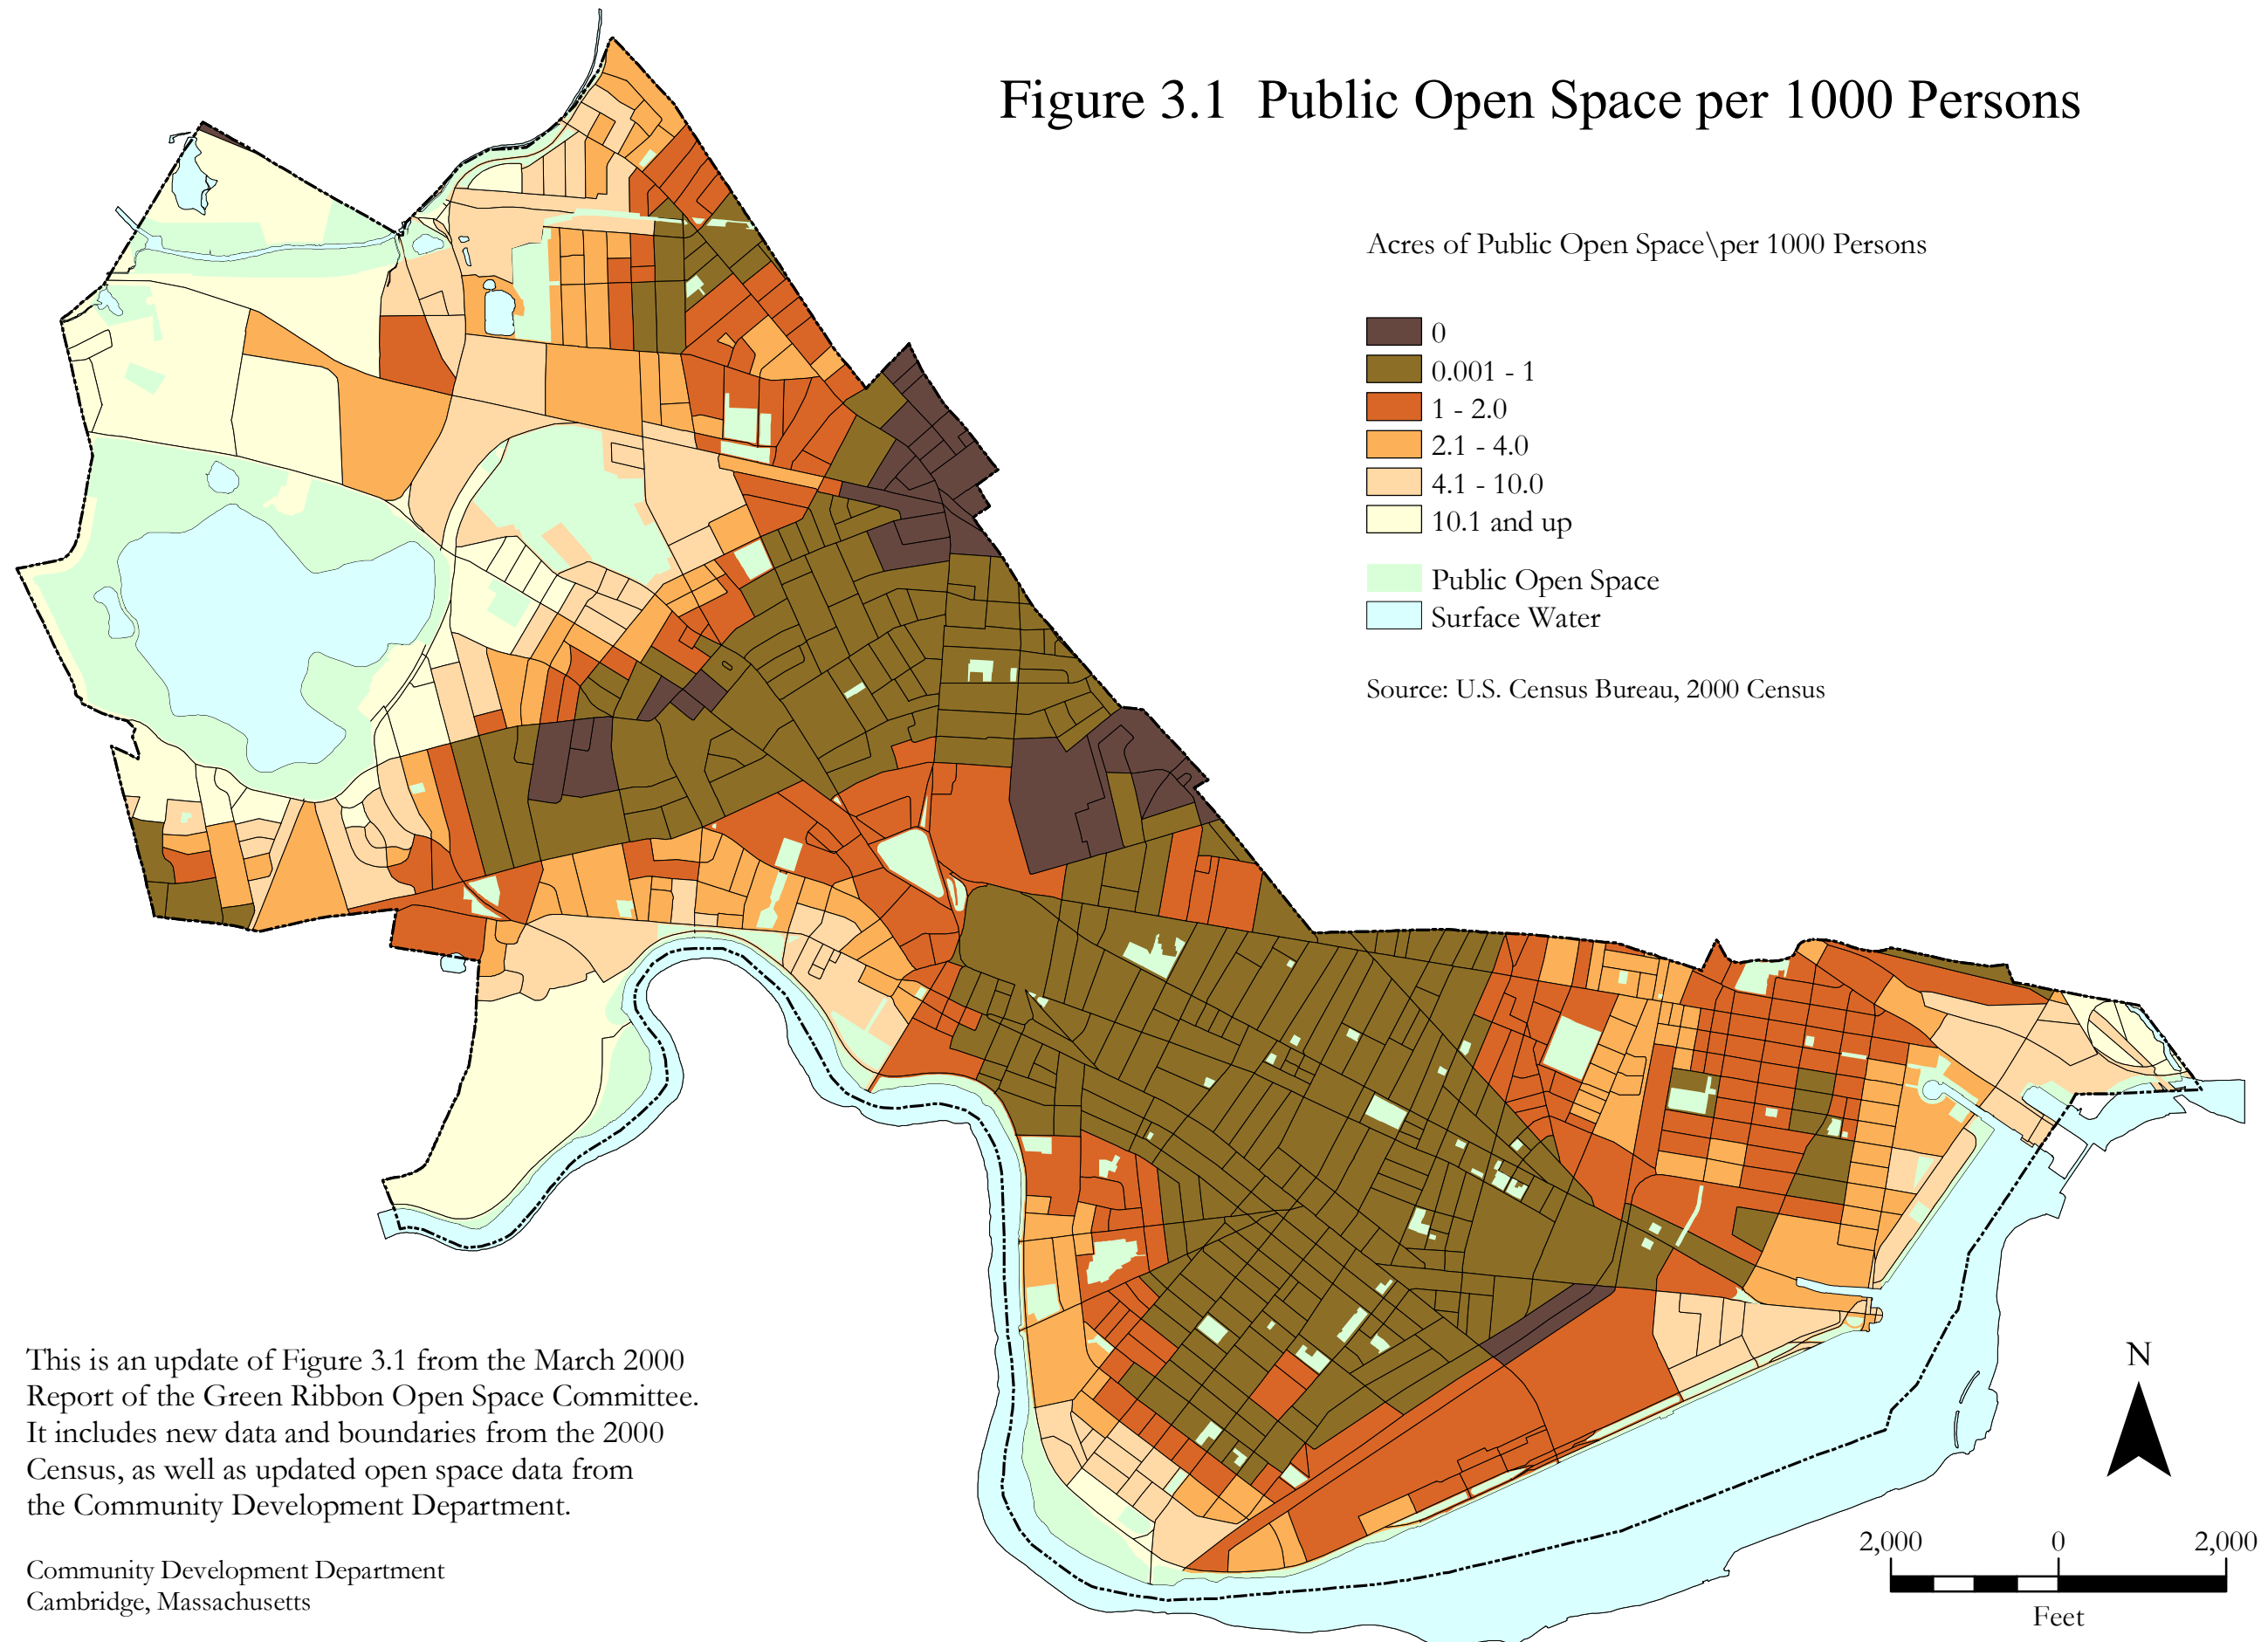 Figure 3.1 Public Open Space per 1000 Persons
Acres of Public Open Space\per 1000 Persons
0
0.001 - 1
1 - 2.0
2.1 - 4.0
4.1 - 10.0
10.1 and up
Public Open Space
Surface Water
Source: U.S. Census Bureau, 2000 Census
This is an update of Figure 3.1 from the March 2000
Report of the Green Ribbon Open Space Committee.
It includes new data and boundaries from the 2000
Census, as well as updated open space data from
the Community Development Department.
Community Development Department
Cambridge, Massachusetts
N
2,000 0 2,000
Feet